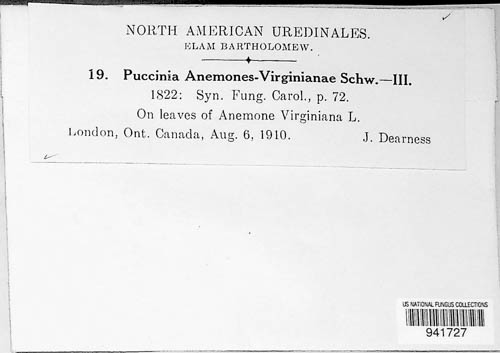 NORTH AMERICAN UREDINALES.
ELAM BARTHOLOMEW.
19. Puccinia Anemones-Virginianae Schw.—III.
1822: Syn. Fung. Carol., p. 72.
On leaves of Anemone Virginiana L.
London, Ont. Canada, Aug. 6, 1910. J. Dearness
US NATIONAL FUNGUS COLLECTIONS
941727